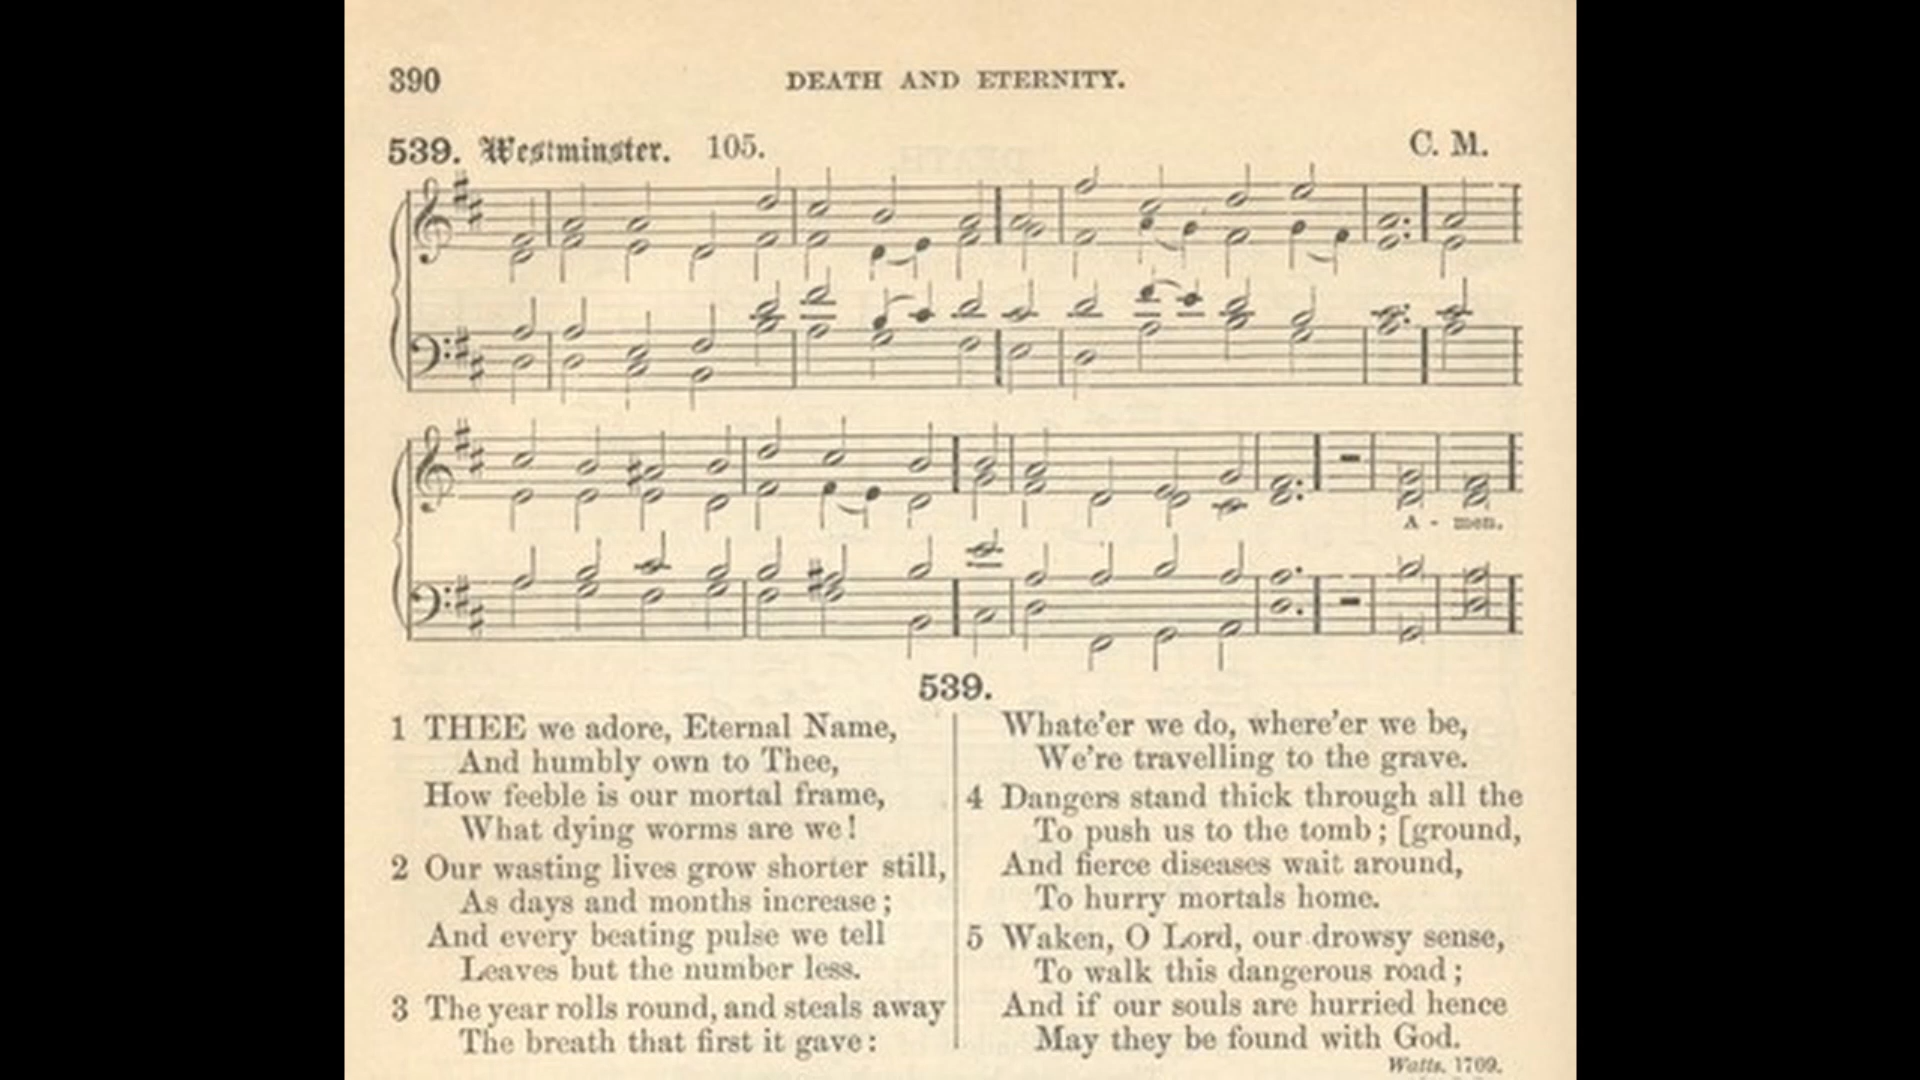 390
DEATH AND ETERNITY.
539. Westminster. 105.
C. M.
A - men.
539.
1 THEE we adore, Eternal Name,
And humbly own to Thee,
How feeble is our mortal frame,
What dying worms are we!
2 Our wasting lives grow shorter still,
As days and months increase;
And every beating pulse we tell
Leaves but the number less.
3 The year rolls round, and steals away
The breath that first it gave:
Whate'er we do, where'er we be,
We're travelling to the grave.
4 Dangers stand thick through all the
To push us to the tomb; [ground,
And fierce diseases wait around,
To hurry mortals home.
5 Waken, O Lord, our drowsy sense,
To walk this dangerous road;
And if our souls are hurried hence
May they be found with God.
Watts. 1709.